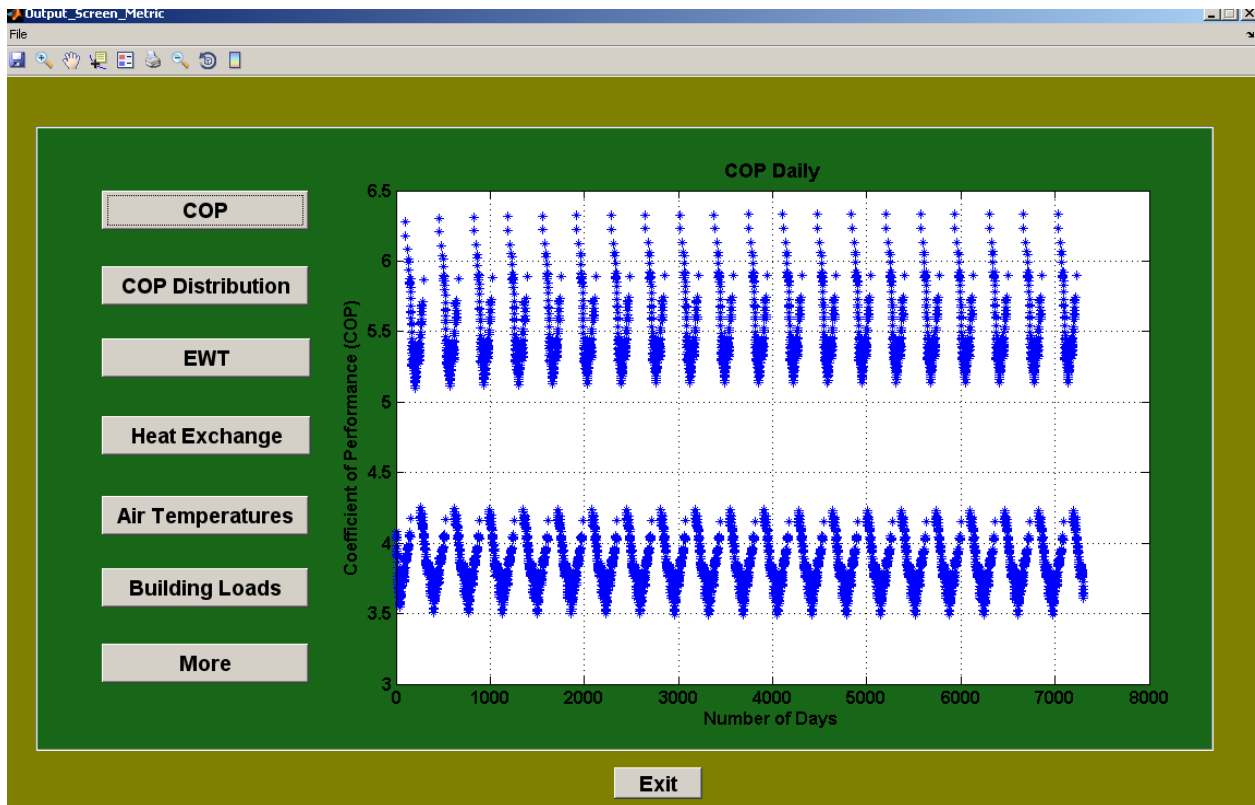 Output_Screen_Metric
File
COP
COP Distribution
EWT
Heat Exchange
Air Temperatures
Building Loads
More
COP Daily
Coefficient of Performance (COP)
6.5
6
5.5
5
4.5
4
3.5
3
0 1000 2000 3000 4000 5000 6000 7000 8000
Number of Days
Exit